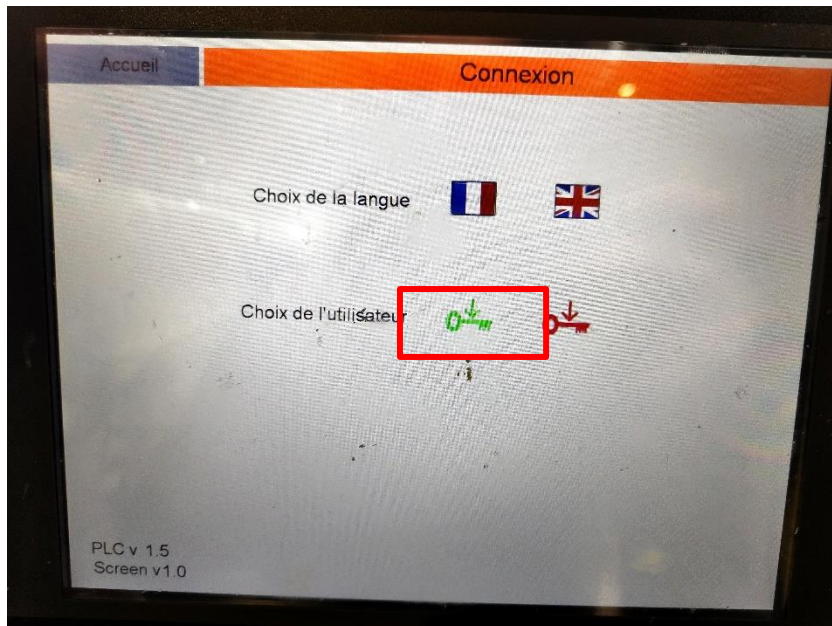 Accueil
Connexion
Choix de la langue
Choix de l'utilisateur
PLC v 1.5
Screen v1.0